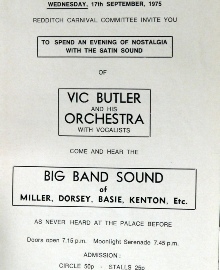 WEDNESDAY, 17th SEPTEMBER, 1975
REDDITCH CARNIVAL COMMITTEE INVITE YOU
TO SPEND AN EVENING OF NOSTALGIA
WITH THE SATIN SOUND
OF
VIC BUTLER
AND HIS
ORCHESTRA
WITH VOCALISTS
COME AND HEAR THE
BIG BAND SOUND
of
MILLER, DORSEY, BASIE, KENTON, Etc.
AS NEVER HEARD AT THE PALACE BEFORE
Doors open 7.15 p.m. Moonlight Serenade 7.45 p.m.
ADMISSION:
CIRCLE 50p - STALLS 25p